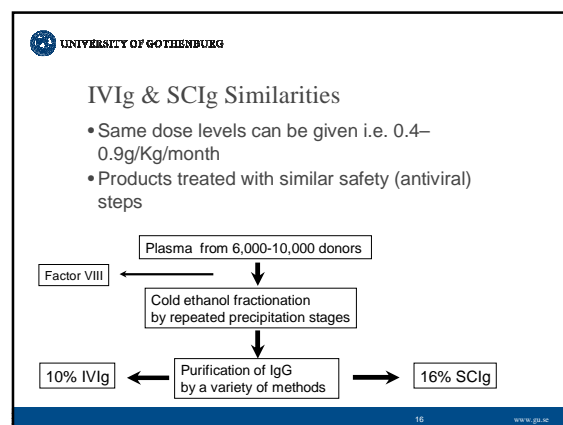 UNIVERSITY OF GOTHENBURG
IVIg & SCIg Similarities
• Same dose levels can be given i.e. 0.4–
0.9g/Kg/month
• Products treated with similar safety (antiviral)
steps
Plasma from 6,000-10,000 donors
Factor VIII
Cold ethanol fractionation
by repeated precipitation stages
10% IVIg
Purification of IgG
by a variety of methods
16% SCIg
16
www.gu.se